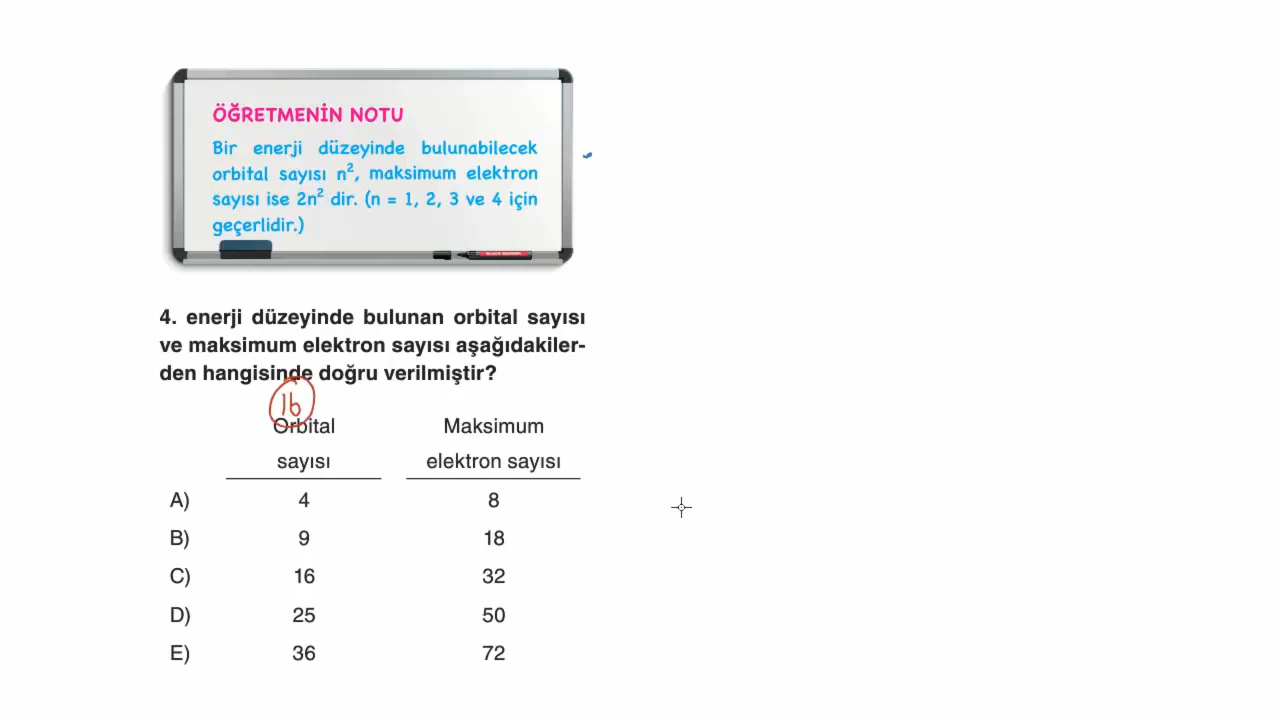 ÖĞRETMENİN NOTU
Bir enerji düzeyinde bulunabilecek
orbital sayısı n², maksimum elektron
sayısı ise 2n² dir. (n = 1, 2, 3 ve 4 için
geçerlidir.)
4. enerji düzeyinde bulunan orbital sayısı
ve maksimum elektron sayısı aşağıdakiler-
den hangisinde doğru verilmiştir?
16
Orbital Maksimum
sayısı elektron sayısı
A) 4 8
B) 9 18
C) 16 32
D) 25 50
E) 36 72